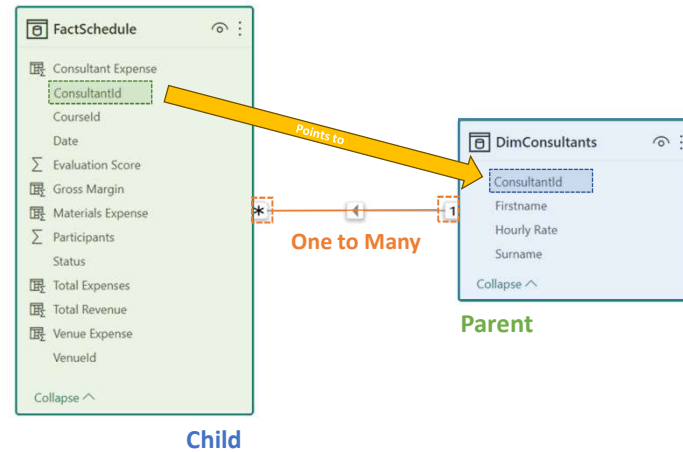 FactSchedule
Consultant Expense
ConsultantId
CourseId
Date
Evaluation Score
Gross Margin
Materials Expense
Participants
Status
Total Expenses
Total Revenue
Venue Expense
VenueId
Collapse
Child
Points to
* 1
One to Many
DimConsultants
ConsultantId
Firstname
Hourly Rate
Surname
Collapse
Parent